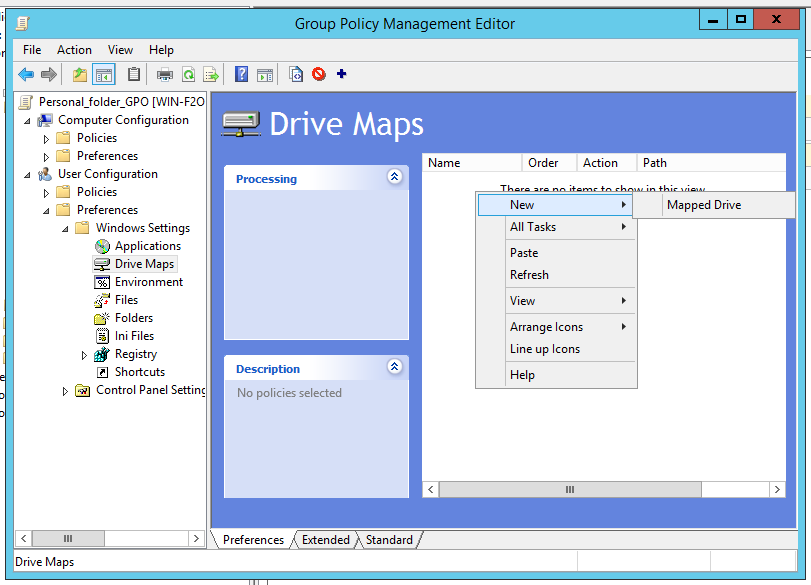 Group Policy Management Editor
File Action View Help
Personal_folder_GPO [WIN-F2O
Computer Configuration
Policies
Preferences
User Configuration
Policies
Preferences
Windows Settings
Applications
Drive Maps
Environment
Files
Folders
Ini Files
Registry
Shortcuts
Control Panel Setting
Drive Maps
Processing
Description
No policies selected
Name Order Action Path
There are no items to show in this view.
New
All Tasks
Paste
Refresh
View
Arrange Icons
Line up Icons
Help
Mapped Drive
Preferences Extended Standard
Drive Maps